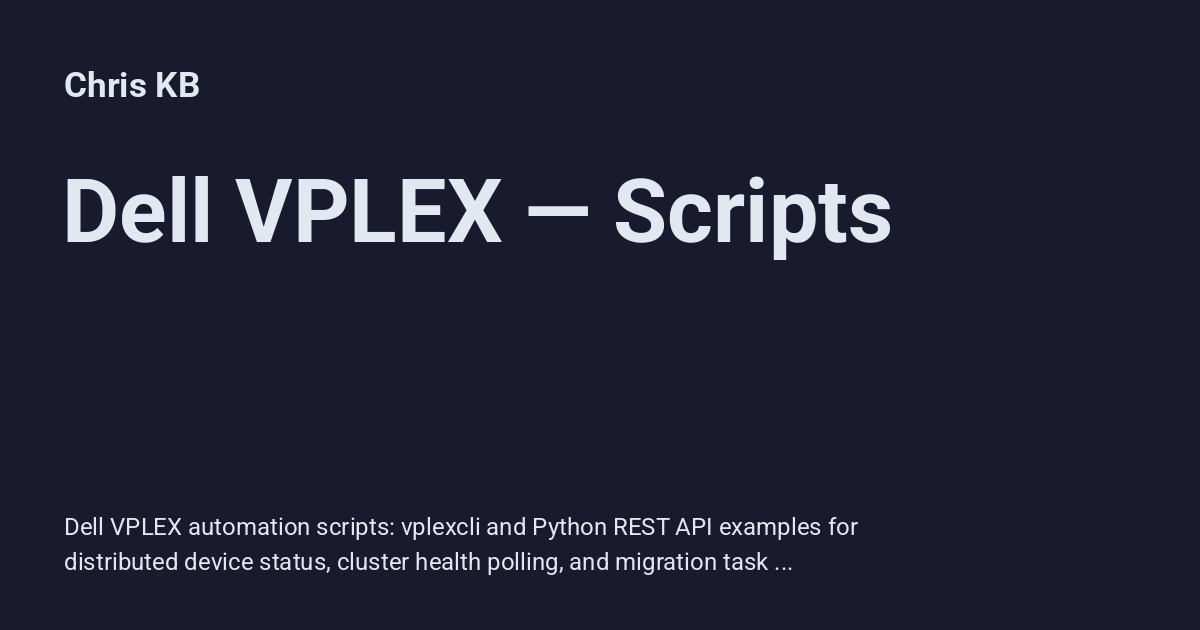 Chris KB
Dell VPLEX — Scripts
Dell VPLEX automation scripts: vplexcli and Python REST API examples for
distributed device status, cluster health polling, and migration task ...